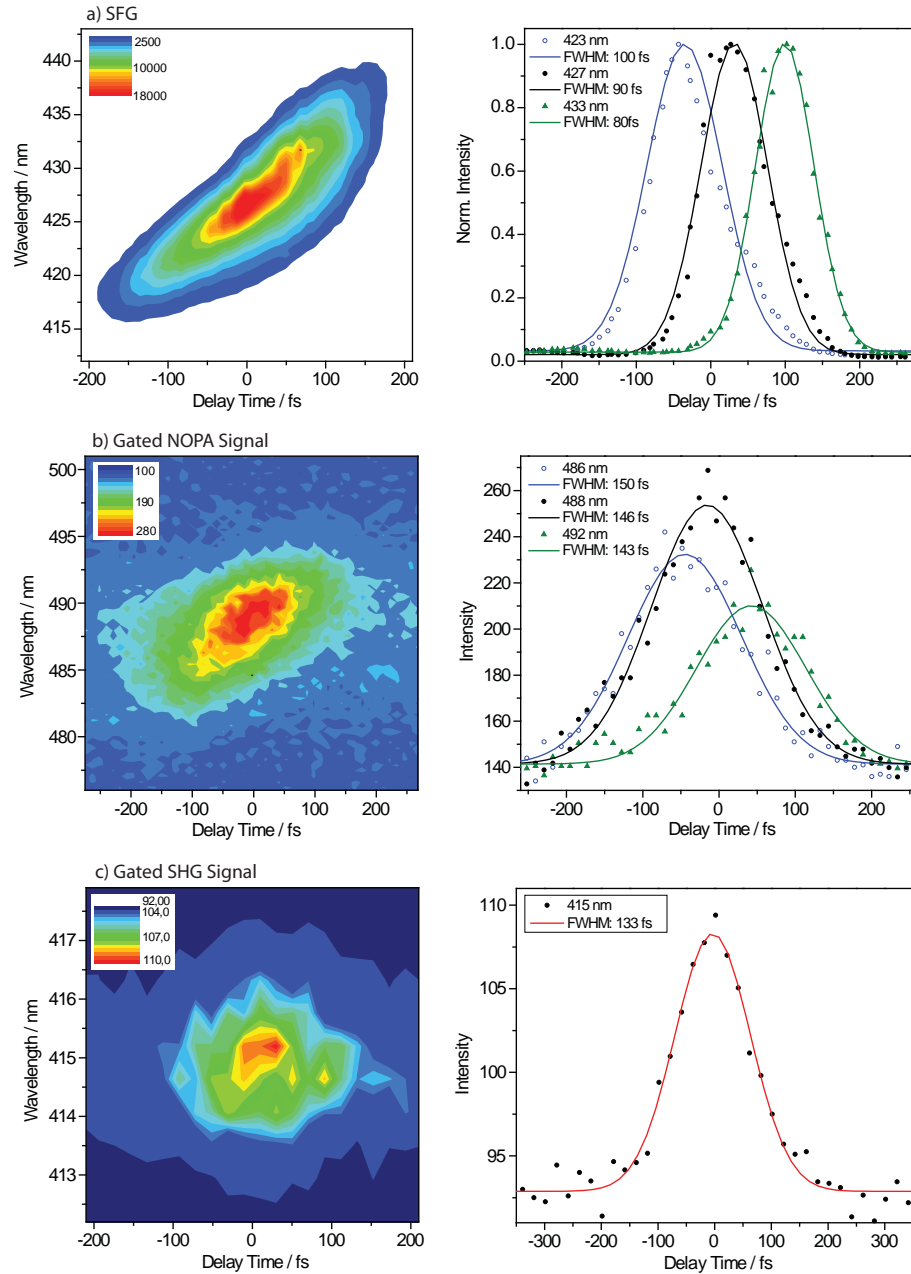 a) SFG
2500
10000
18000
440
435
430
425
420
415
Wavelength / nm
-200 -100 0 100 200
Delay Time / fs
423 nm
FWHM: 100 fs
427 nm
FWHM: 90 fs
433 nm
FWHM: 80fs
1.0
0.8
0.6
0.4
0.2
0.0
Norm. Intensity
-200 -100 0 100 200
Delay Time / fs
b) Gated NOPA Signal
100
190
280
500
495
490
485
480
Wavelength / nm
-200 -100 0 100 200
Delay Time / fs
486 nm
FWHM: 150 fs
488 nm
FWHM: 146 fs
492 nm
FWHM: 143 fs
260
240
220
200
180
160
140
Intensity
-200 -100 0 100 200
Delay Time / fs
c) Gated SHG Signal
92,00
104,0
107,0
110,0
417
416
415
414
413
Wavelength / nm
-200 -100 0 100 200
Delay Time / fs
415 nm
FWHM: 133 fs
110
105
100
95
Intensity
-300 -200 -100 0 100 200 300
Delay Time / fs